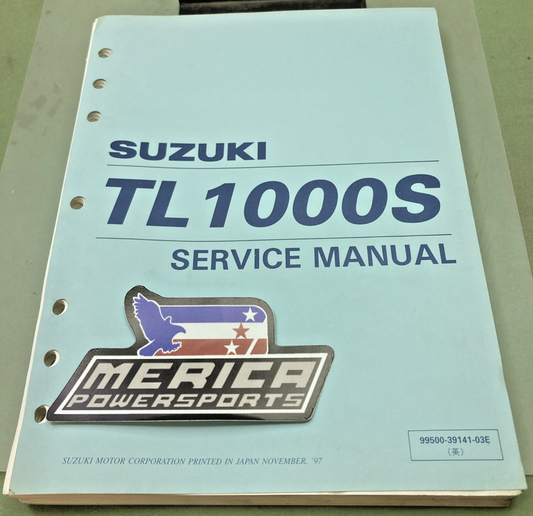 SUZUKI
TL1000S
SERVICE MANUAL
MERICA
POWERSPORTS
99500-39141-03E
(英)
SUZUKI MOTOR CORPORATION PRINTED IN JAPAN NOVEMBER, '97